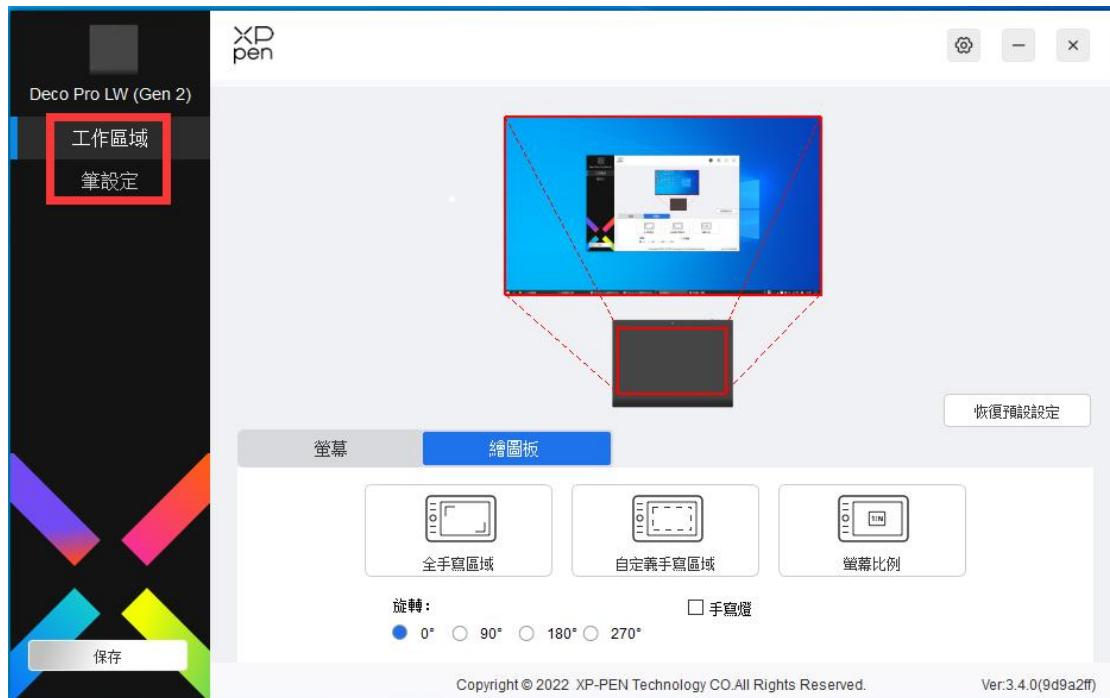 XP
pen
Deco Pro LW (Gen 2)
工作區域
筆設定
恢復預設設定
螢幕
繪圖板
全手寫區域
自定義手寫區域
螢幕比例
旋轉：
手寫燈
0° 90° 180° 270°
保存
Copyright © 2022 XP-PEN Technology CO.All Rights Reserved.
Ver:3.4.0(9d9a2ff)